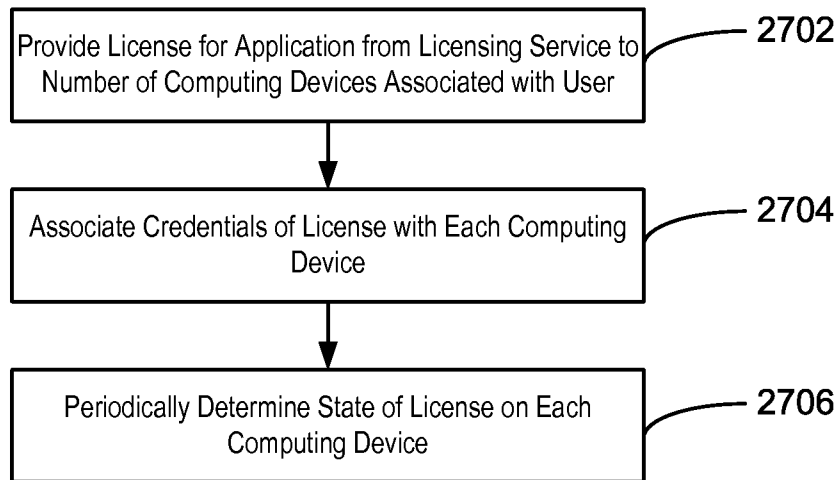 Provide License for Application from Licensing Service to
Number of Computing Devices Associated with User
2702
Associate Credentials of License with Each Computing
Device
2704
Periodically Determine State of License on Each
Computing Device
2706